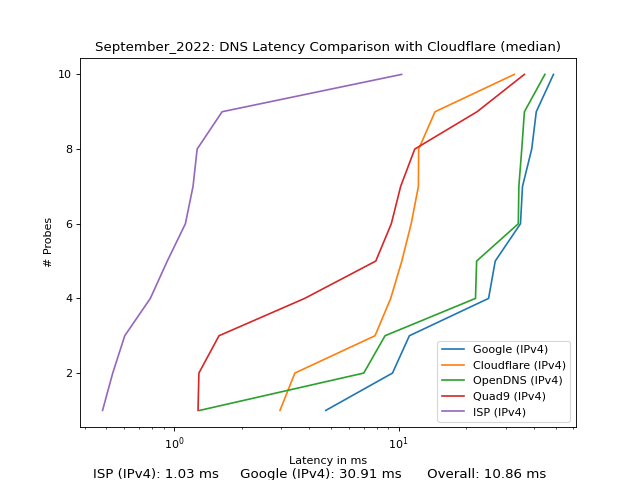 September_2022: DNS Latency Comparison with Cloudflare (median)
10
8
6
4
2
# Probes
Google (IPv4)
Cloudflare (IPv4)
OpenDNS (IPv4)
Quad9 (IPv4)
ISP (IPv4)
10⁰ 10¹
Latency in ms
ISP (IPv4): 1.03 ms Google (IPv4): 30.91 ms Overall: 10.86 ms